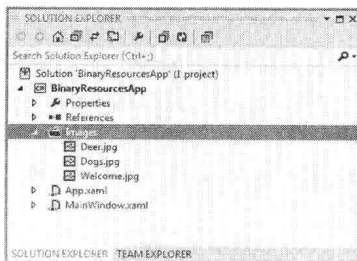 SOLUTION EXPLORER
Search Solution Explorer (Ctrl+;)
Solution 'BinaryResourcesApp' (1 project)
BinaryResourcesApp
Properties
References
Images
Deer.jpg
Dogs.jpg
Welcome.jpg
App.xaml
MainWindow.xaml
SOLUTION EXPLORER TEAM EXPLORER